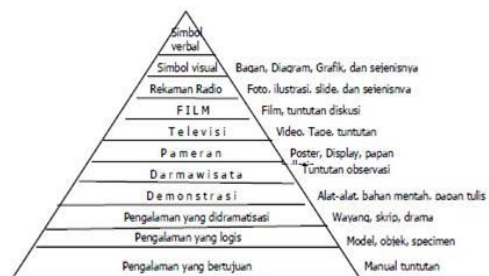 Simbol
verbal
Simbol visual Bagan, Diagram, Grafik, dan sejenisnya
Rekaman Radio Foto, ilustrasi, slide, dan sejenisnya
FILM Film, tuntutan diskusi
Televisi Video, Tape, tuntutan
Pameran Poster, Display, papan
Darmawisata Tuntutan observasi
Demonstrasi Alat-alat, bahan mentah, papan tulis
Pengalaman yang didramatisasi Wayang, skrip, drama
Pengalaman yang logis Model, objek, specimen
Pengalaman yang bertujuan Manual tuntutan